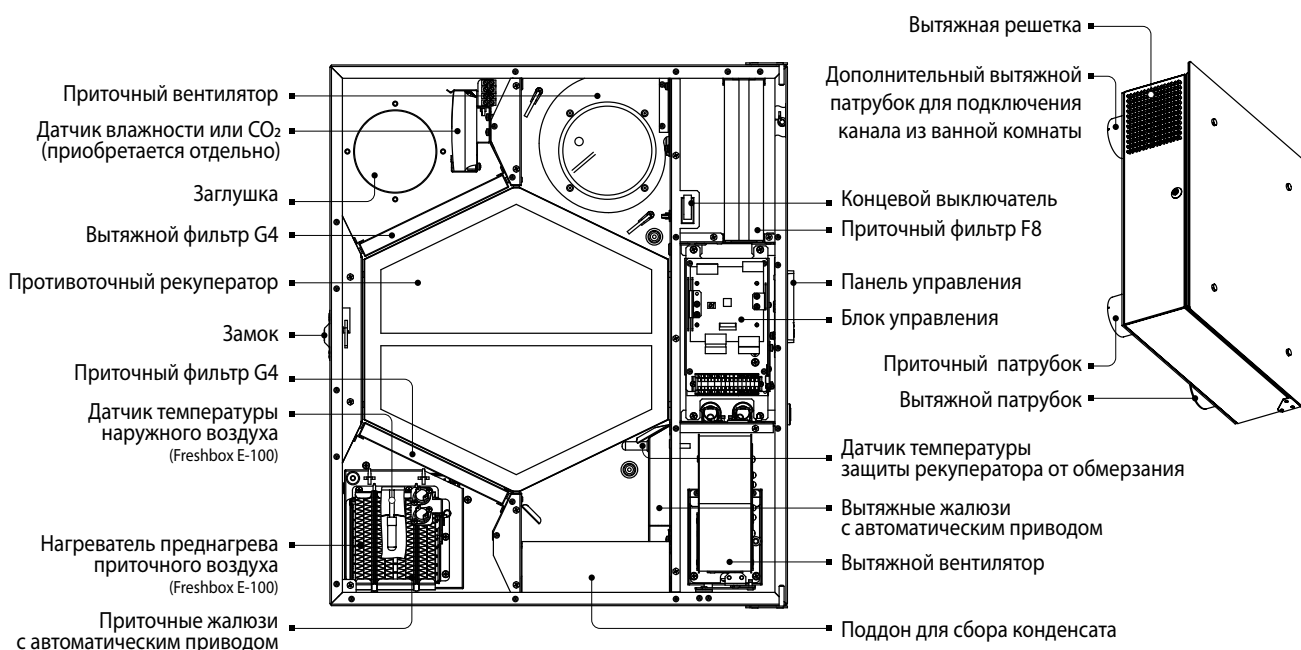 Приточный вентилятор
Датчик влажности или CO₂
(приобретается отдельно)
Заглушка
Вытяжной фильтр G4
Противоточный рекуператор
Замок
Приточный фильтр G4
Датчик температуры
наружного воздуха
(Freshbox E-100)
Нагреватель преднагрева
приточного воздуха
(Freshbox E-100)
Приточные жалюзи
с автоматическим приводом
Вытяжная решетка
Дополнительный вытяжной
патрубок для подключения
канала из ванной комнаты
Концевой выключатель
Приточный фильтр F8
Панель управления
Блок управления
Приточный патрубок
Вытяжной патрубок
Датчик температуры
защиты рекуператора от обмерзания
Вытяжные жалюзи
с автоматическим приводом
Вытяжной вентилятор
Поддон для сбора конденсата